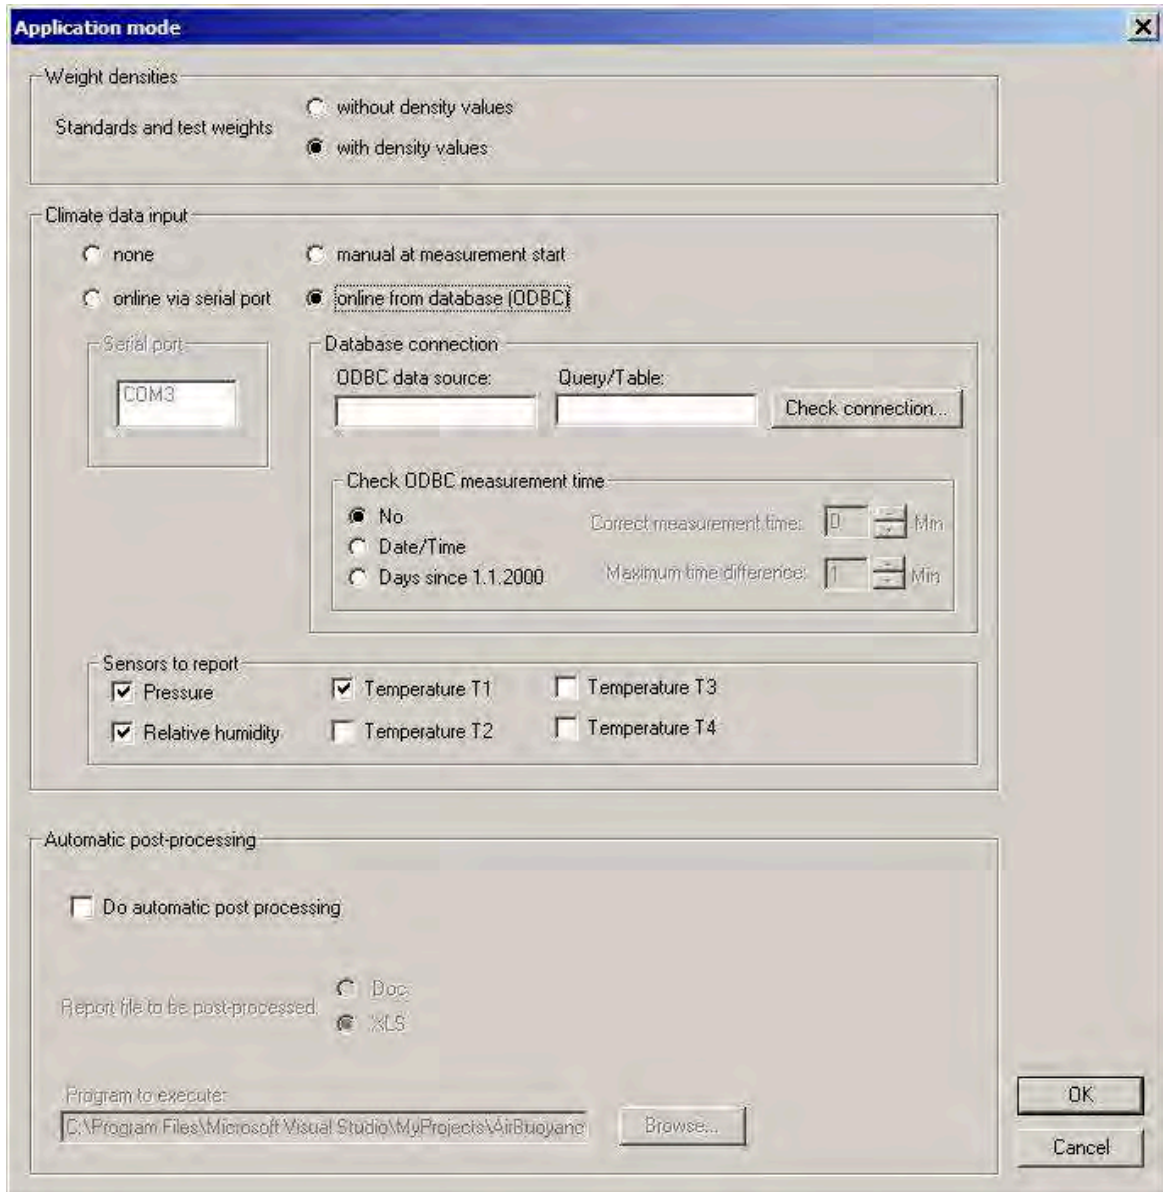 Application mode
Weight densities
Standards and test weights
without density values
with density values
Climate data input
none
manual at measurement start
online via serial port
online from database (ODBC)
Serial port
COM3
Database connection
ODBC data source:
Query/Table:
Check connection...
Check ODBC measurement time
No
Correct measurement time:
0
Min
Date/Time
Days since 1.1.2000
Maximum time difference:
1
Min
Sensors to report
Pressure
Temperature T1
Temperature T3
Relative humidity
Temperature T2
Temperature T4
Automatic post-processing
Do automatic post processing
Report file to be post-processed:
Doc
XLS
Program to execute:
C:\Program Files\Microsoft Visual Studio\MyProjects\AirBuoyanc
Browse...
OK
Cancel